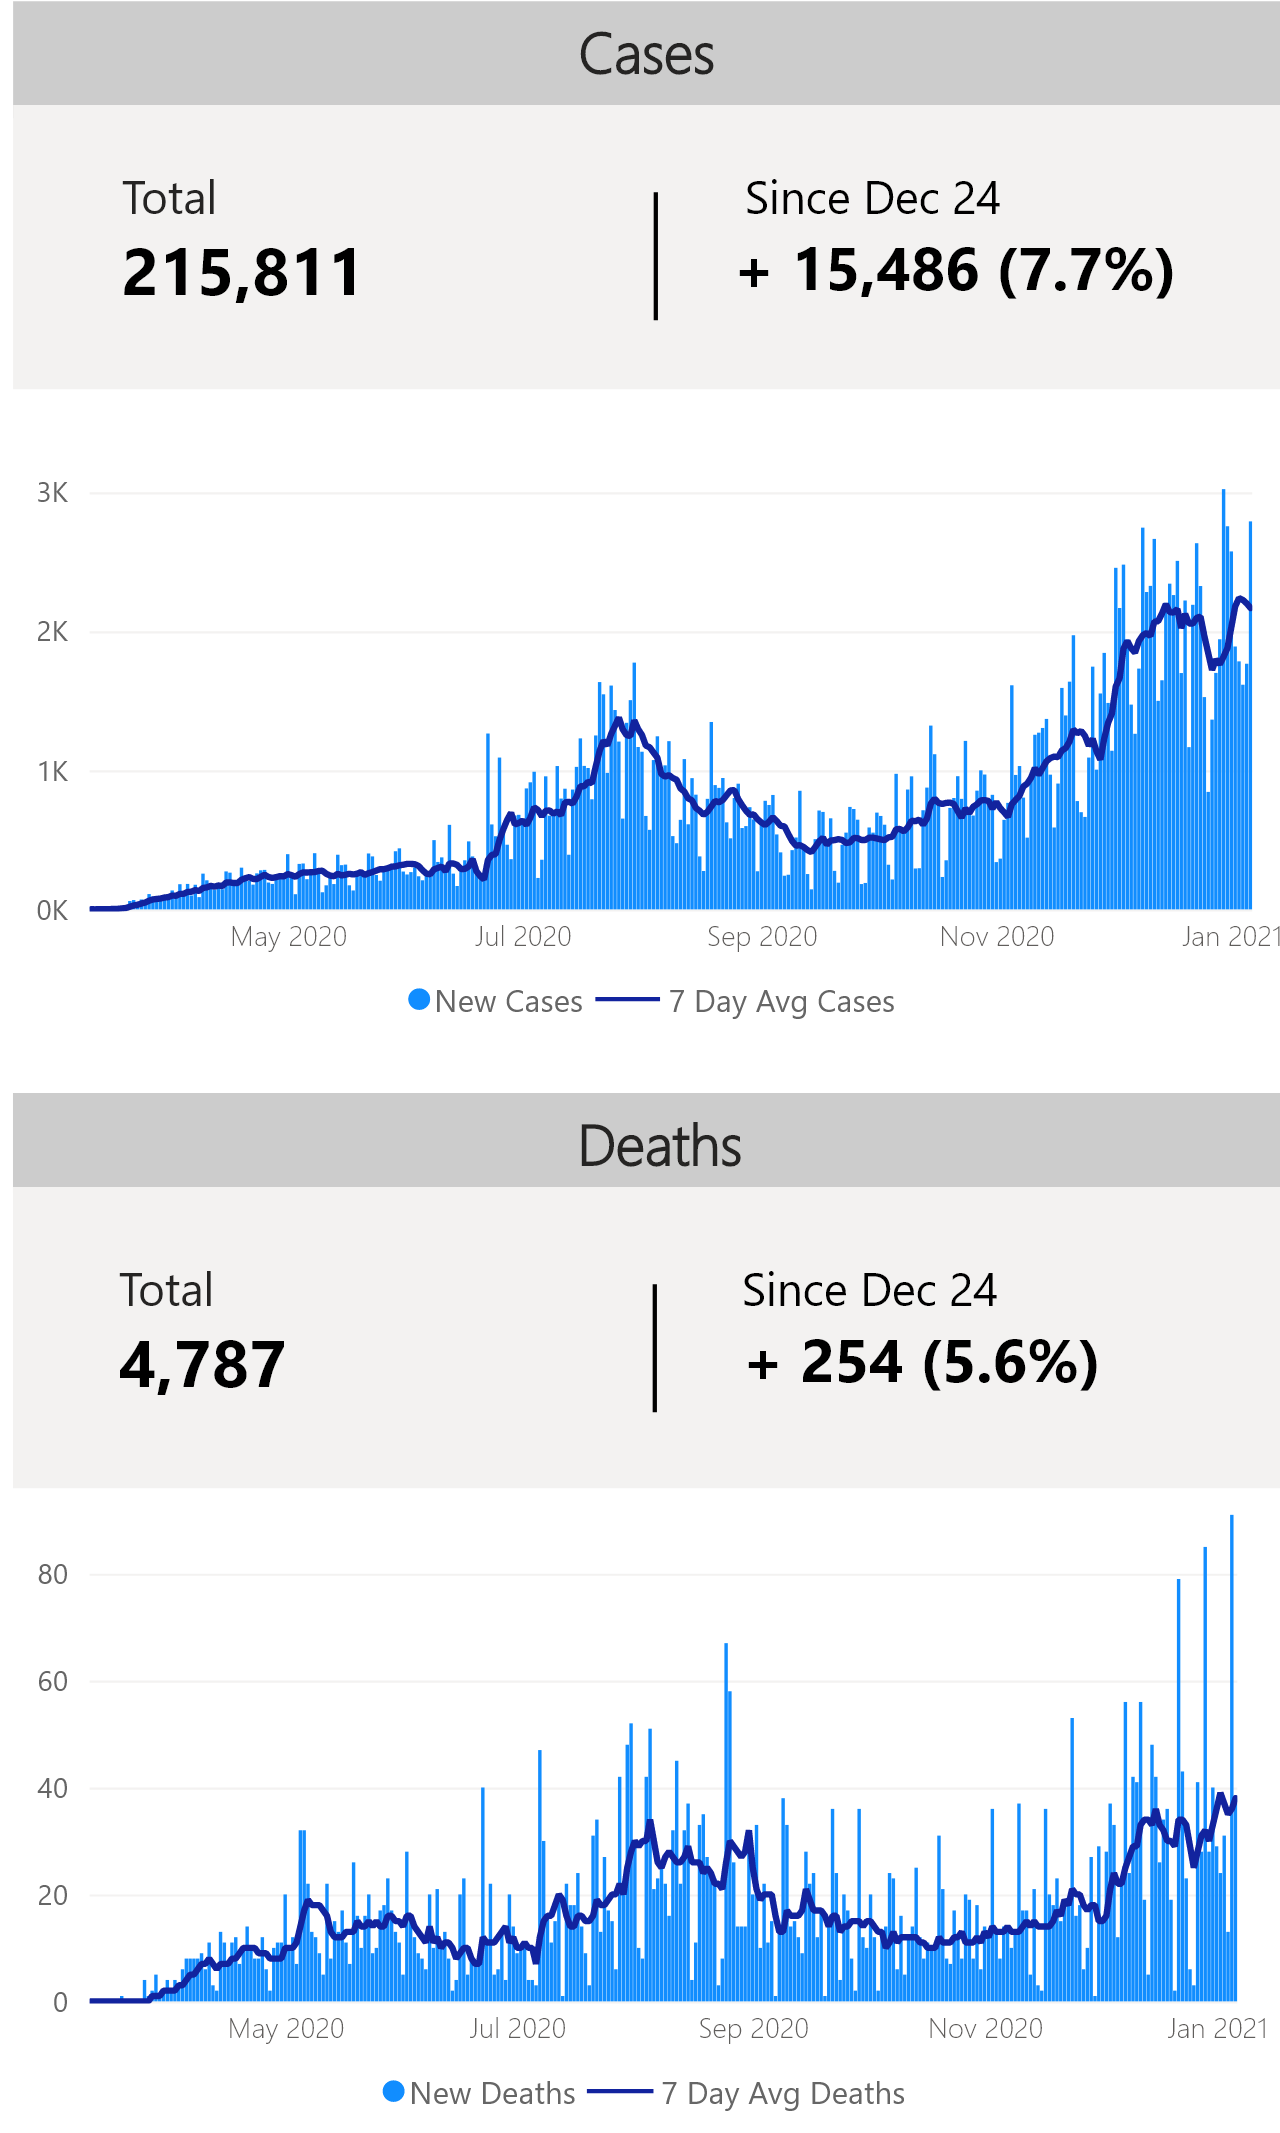 Cases
Total
Since Dec 24
215,811
+ 15,486 (7.7%)
3K
2K
1K
0K
May 2020
Jul 2020
Sep 2020
Nov 2020
Jan 2021
New Cases
7 Day Avg Cases
Deaths
Total
Since Dec 24
4,787
+ 254 (5.6%)
80
60
40
20
0
May 2020
Jul 2020
Sep 2020
Nov 2020
Jan 2021
New Deaths
7 Day Avg Deaths